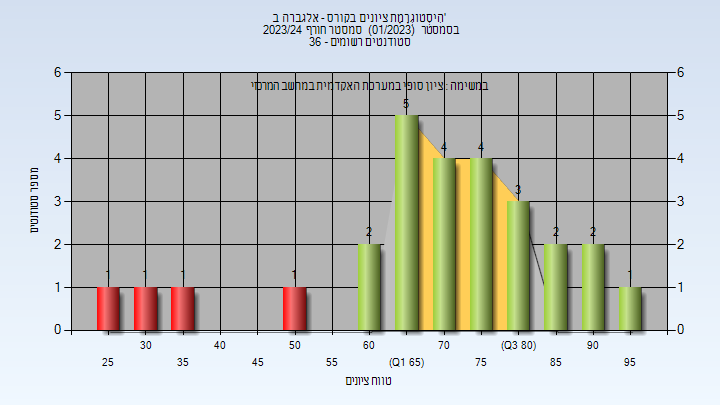 היסטוגרמת ציונים בקורס - אלגברה ב'
בסמסטר (01/2023) סמסטר חורף 2023/24
סטודנטים רשומים - 36
במשימה : ציון סופי במערכת האקדמית במחשב המרכזי
מספר סטודנטים
6 6
5 5
4 4
3 3
2 2
1 1
0 0
1 1 1 1 2 5 4 4 3 2 2 1
30 40 50 60 70 (Q3 80) 90
25 35 45 55 (Q1 65) 75 85 95
טווח ציונים